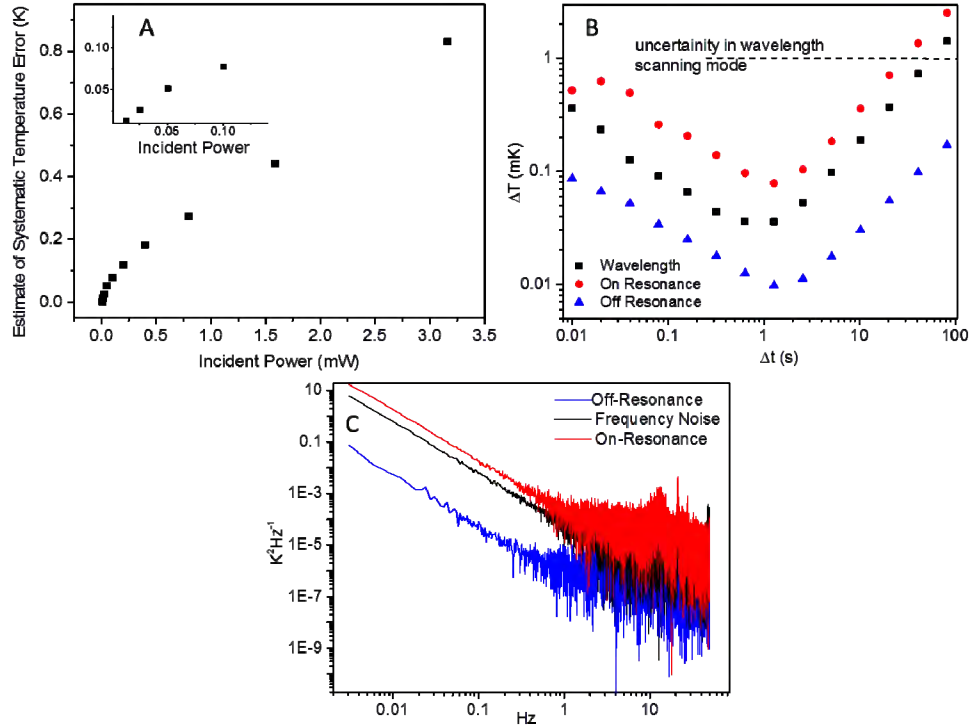 A
Estimate of Systematic Temperature Error (K)
0.8
0.6
0.4
0.2
0.0
0.10
0.05
0.05 0.10
Incident Power
0.0 0.5 1.0 1.5 2.0 2.5 3.0 3.5
Incident Power (mW)
B
uncertainity in wavelength
scanning mode
ΔT (mK)
1
0.1
0.01
Wavelength
On Resonance
Off Resonance
0.01 0.1 1 10 100
Δt (s)
C
Off-Resonance
Frequency Noise
On-Resonance
K²Hz⁻¹
10
0.1
1E-3
1E-5
1E-7
1E-9
0.01 0.1 1 10
Hz